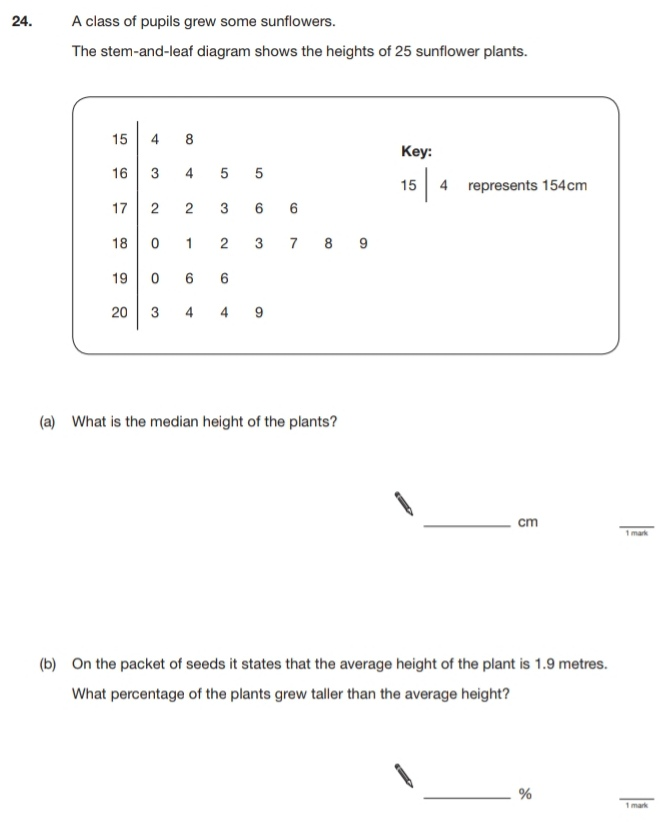 24. A class of pupils grew some sunflowers.
The stem-and-leaf diagram shows the heights of 25 sunflower plants.
15 4 8
16 3 4 5 5
17 2 2 3 6 6
18 0 1 2 3 7 8 9
19 0 6 6
20 3 4 4 9
Key:
15 4 represents 154cm
(a) What is the median height of the plants?
cm
1 mark
(b) On the packet of seeds it states that the average height of the plant is 1.9 metres.
What percentage of the plants grew taller than the average height?
%
1 mark